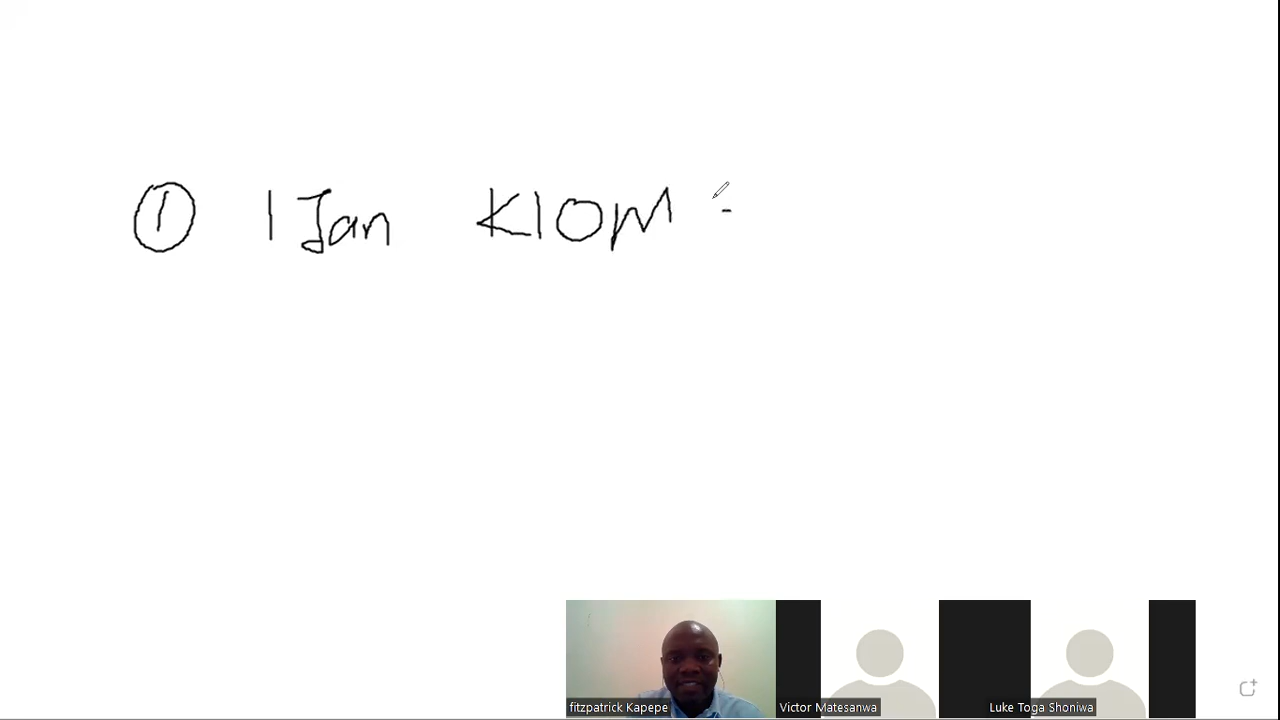 ① 1 Jan K10M -
fitzpatrick Kapepe Victor Matesanwa Luke Toga Shoniwa